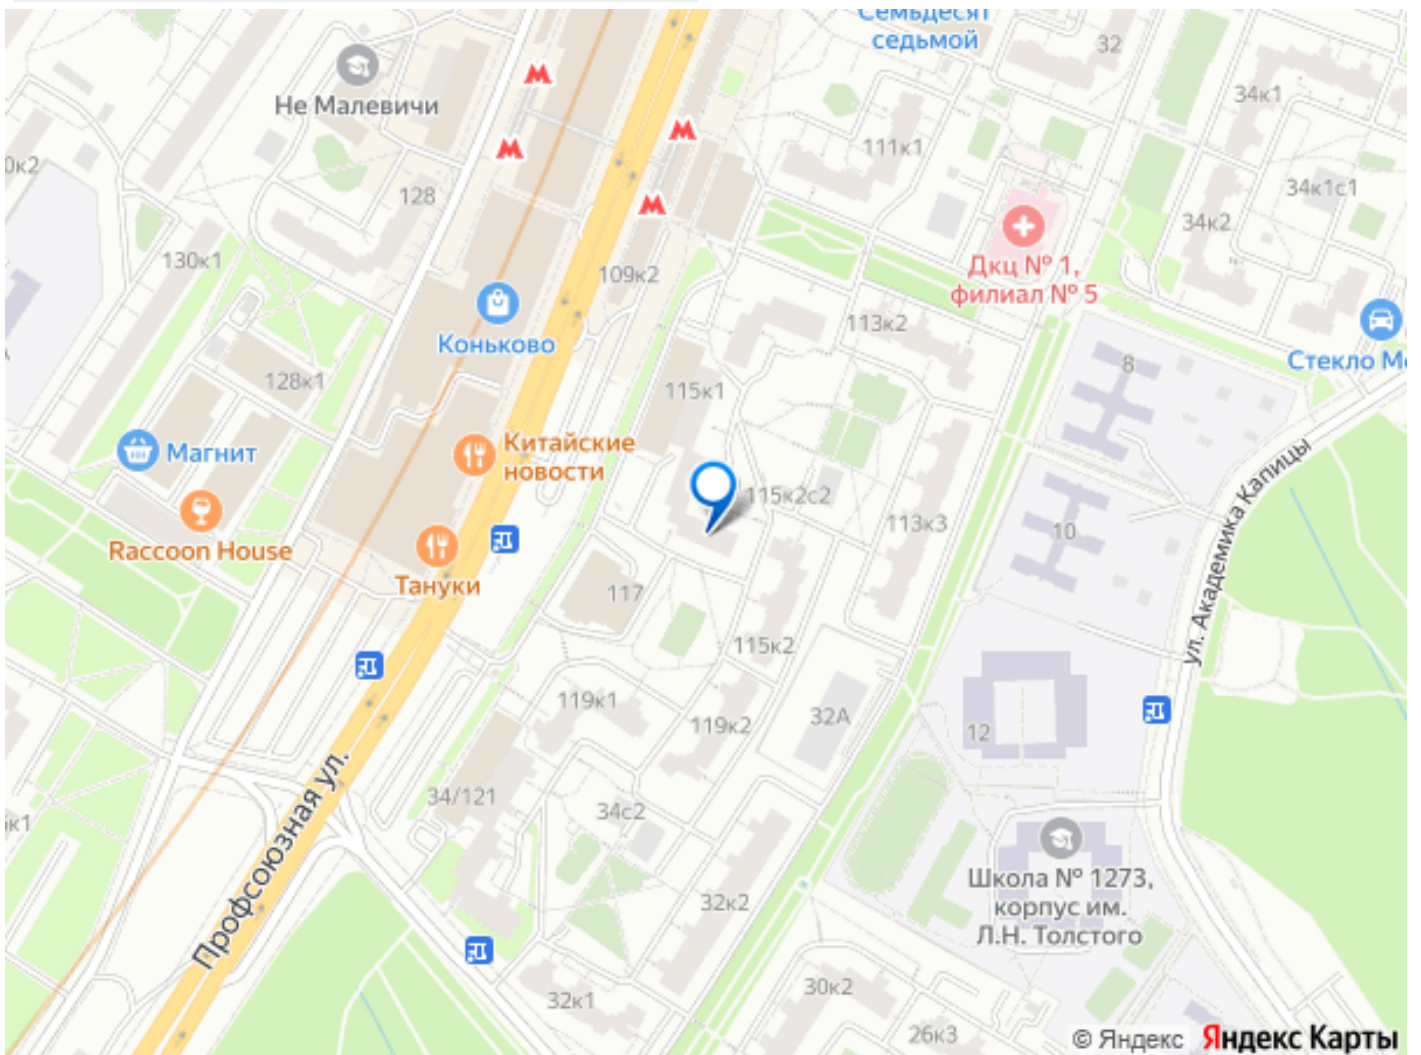 Семьдесят
седьмой
32
Не Малевичи
34к1
111к1
128
34к1с1
34к2
130к1
109к2
Дкц № 1,
филиал № 5
Коньково
113к2
Стекло
8
128к1
115к1
Китайские
новости
Магнит
115к2с2
113к3
10
ул. Академика Капицы
Raccoon House
Тануки
117
115к2
119к1
119к2
32А
12
Профсоюзная ул.
34/121
34с2
Школа № 1273,
корпус им.
Л.Н. Толстого
32к2
32к1
30к2
26к3
© Яндекс Яндекс Карты